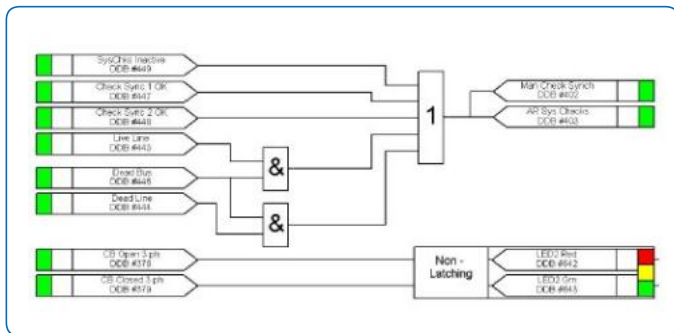 SysChks Inactive
DDB #449
Check Sync 1 OK
DDB #447
Check Sync 2 OK
DDB #448
Live Line
DDB #443
Dead Bus
DDB #446
Dead Line
DDB #444
&
&
1
Man Check Synch
DDB #402
AR Sys Checks
DDB #403
CB Open 3 ph
DDB #378
CB Closed 3 ph
DDB #379
Non -
Latching
LED2 Red
DDB #642
LED2 Grn
DDB #643